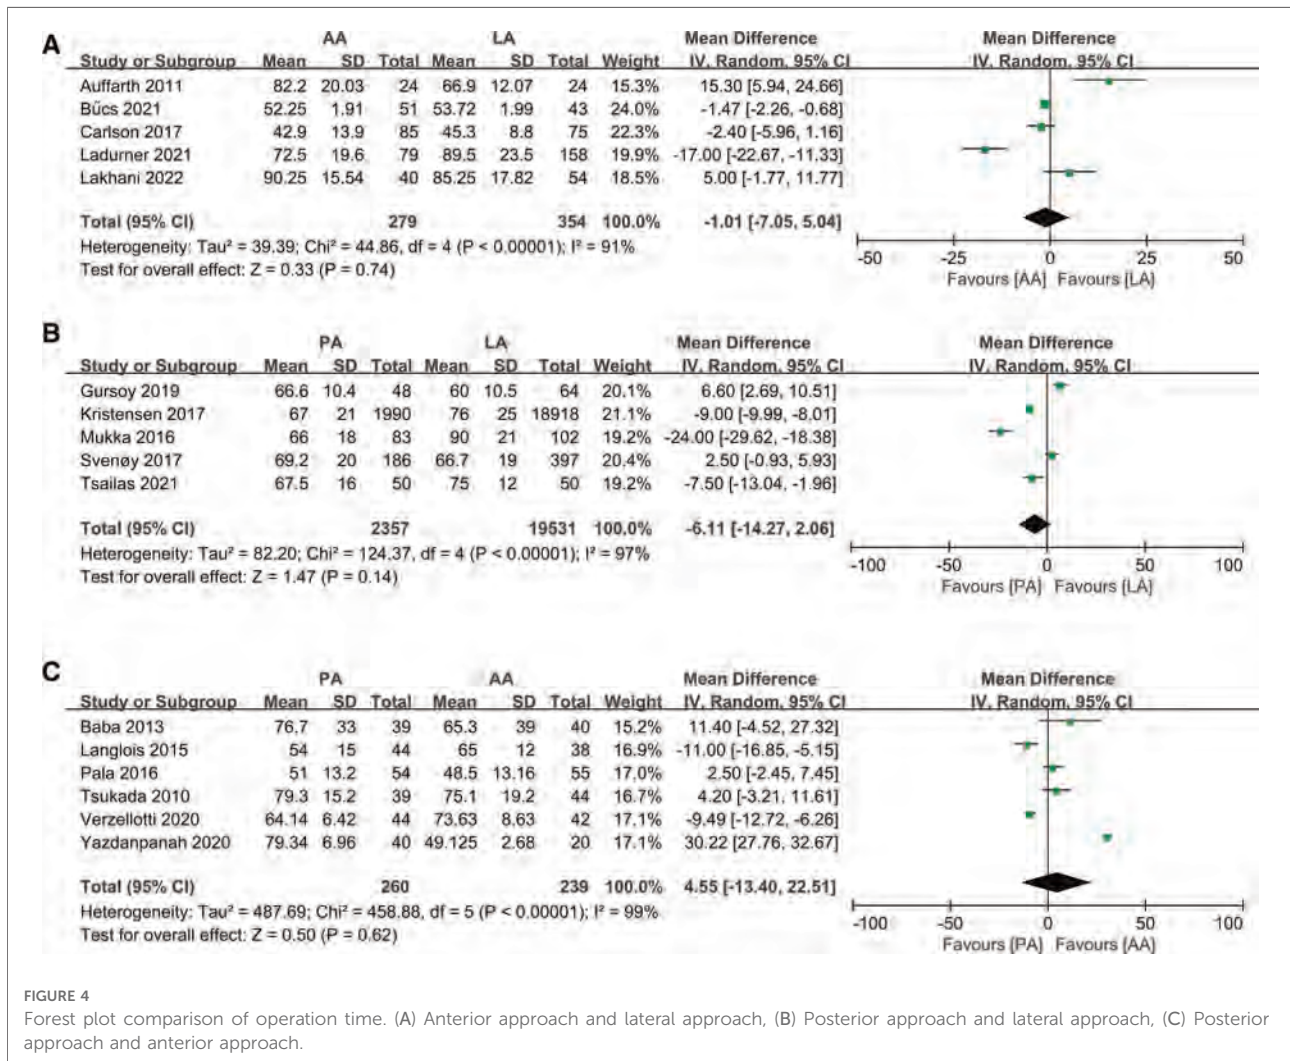 A
AA LA Mean Difference Mean Difference
Study or Subgroup Mean SD Total Mean SD Total Weight IV, Random, 95% CI IV, Random, 95% CI
Auffarth 2011 82.2 20.03 24 66.9 12.07 24 15.3% 15.30 [5.94, 24.66]
Bűcs 2021 52.25 1.91 51 53.72 1.99 43 24.0% -1.47 [-2.26, -0.68]
Carlson 2017 42.9 13.9 85 45.3 8.8 75 22.3% -2.40 [-5.96, 1.16]
Ladurner 2021 72.5 19.6 79 89.5 23.5 158 19.9% -17.00 [-22.67, -11.33]
Lakhani 2022 90.25 15.54 40 85.25 17.82 54 18.5% 5.00 [-1.77, 11.77]
Total (95% CI) 279 354 100.0% -1.01 [-7.05, 5.04]
Heterogeneity: Tau² = 39.39; Chi² = 44.86, df = 4 (P < 0.00001); I² = 91%
Test for overall effect: Z = 0.33 (P = 0.74)
-50 -25 0 25 50
Favours [AA] Favours [LA]
B
PA LA Mean Difference Mean Difference
Study or Subgroup Mean SD Total Mean SD Total Weight IV, Random, 95% CI IV, Random, 95% CI
Gursoy 2019 66.6 10.4 48 60 10.5 64 20.1% 6.60 [2.69, 10.51]
Kristensen 2017 67 21 1990 76 25 18918 21.1% -9.00 [-9.99, -8.01]
Mukka 2016 66 18 83 90 21 102 19.2% -24.00 [-29.62, -18.38]
Svenøy 2017 69.2 20 186 66.7 19 397 20.4% 2.50 [-0.93, 5.93]
Tsailas 2021 67.5 16 50 75 12 50 19.2% -7.50 [-13.04, -1.96]
Total (95% CI) 2357 19531 100.0% -6.11 [-14.27, 2.06]
Heterogeneity: Tau² = 82.20; Chi² = 124.37, df = 4 (P < 0.00001); I² = 97%
Test for overall effect: Z = 1.47 (P = 0.14)
-100 -50 0 50 100
Favours [PA] Favours [LA]
C
PA AA Mean Difference Mean Difference
Study or Subgroup Mean SD Total Mean SD Total Weight IV, Random, 95% CI IV, Random, 95% CI
Baba 2013 76.7 33 39 65.3 39 40 15.2% 11.40 [-4.52, 27.32]
Langlois 2015 54 15 44 65 12 38 16.9% -11.00 [-16.85, -5.15]
Pala 2016 51 13.2 54 48.5 13.16 55 17.0% 2.50 [-2.45, 7.45]
Tsukada 2010 79.3 15.2 39 75.1 19.2 44 16.7% 4.20 [-3.21, 11.61]
Verzellotti 2020 64.14 6.42 44 73.63 8.63 42 17.1% -9.49 [-12.72, -6.26]
Yazdanpanah 2020 79.34 6.96 40 49.125 2.68 20 17.1% 30.22 [27.76, 32.67]
Total (95% CI) 260 239 100.0% 4.55 [-13.40, 22.51]
Heterogeneity: Tau² = 487.69; Chi² = 458.88, df = 5 (P < 0.00001); I² = 99%
Test for overall effect: Z = 0.50 (P = 0.62)
-100 -50 0 50 100
Favours [PA] Favours [AA]
FIGURE 4
Forest plot comparison of operation time. (A) Anterior approach and lateral approach, (B) Posterior approach and lateral approach, (C) Posterior
approach and anterior approach.